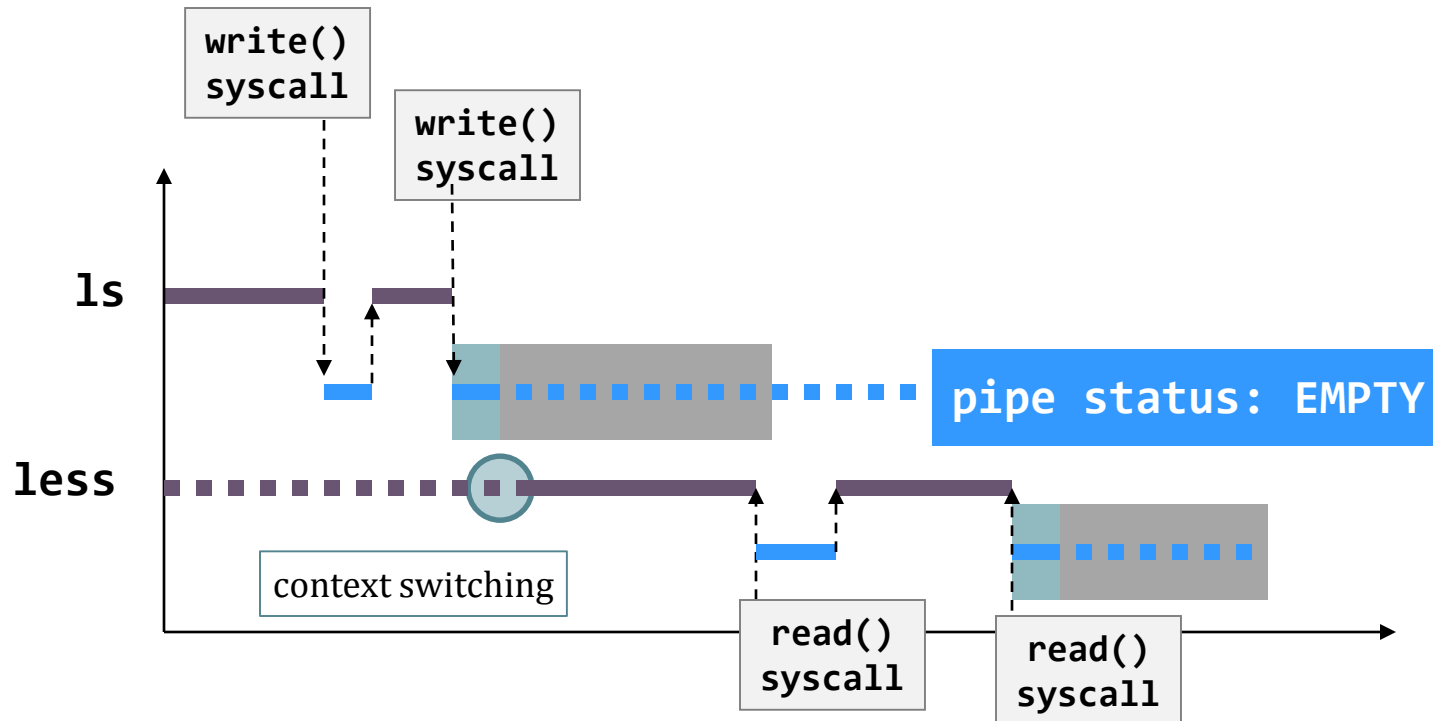 write()
syscall
write()
syscall
ls
pipe status: EMPTY
less
context switching
read()
syscall
read()
syscall